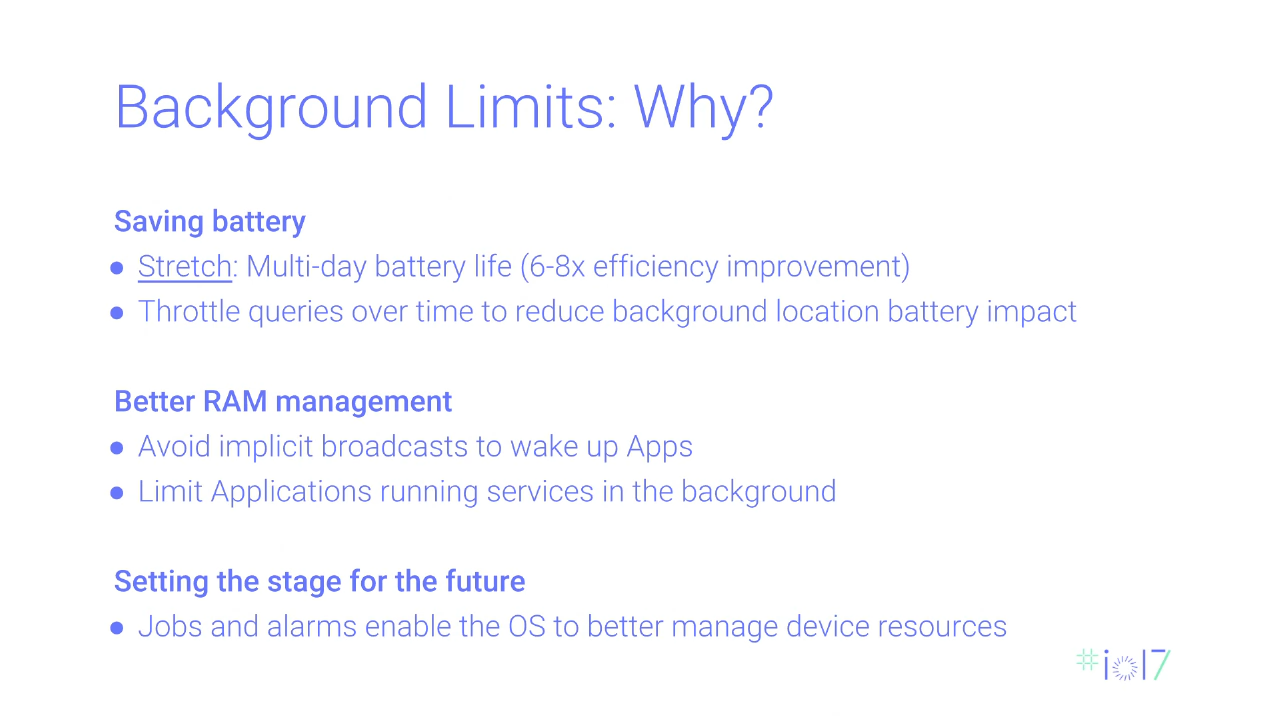 Background Limits: Why?
Saving battery
● Stretch: Multi-day battery life (6-8x efficiency improvement)
● Throttle queries over time to reduce background location battery impact
Better RAM management
● Avoid implicit broadcasts to wake up Apps
● Limit Applications running services in the background
Setting the stage for the future
● Jobs and alarms enable the OS to better manage device resources
#io17